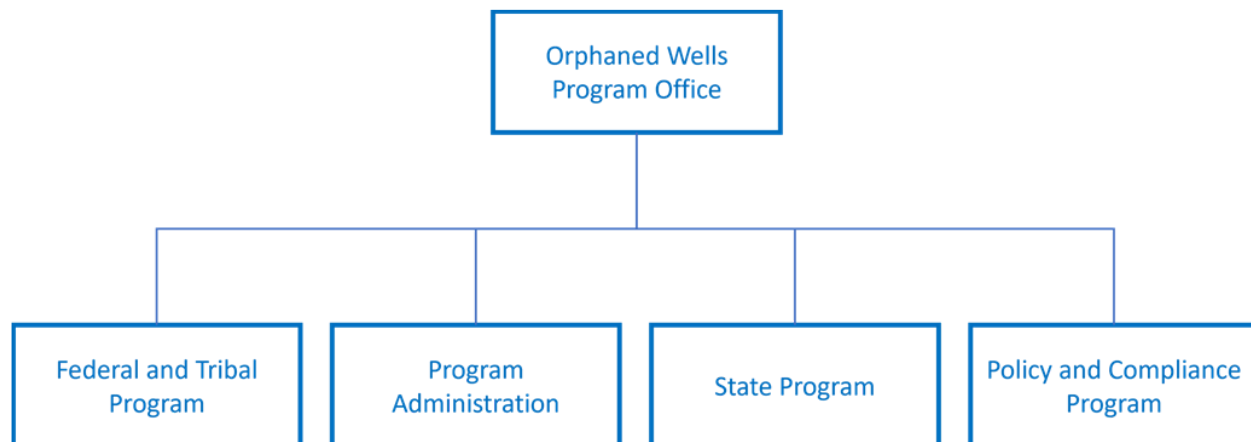 Orphaned Wells
Program Office
Federal and Tribal
Program
Program
Administration
State Program
Policy and Compliance
Program